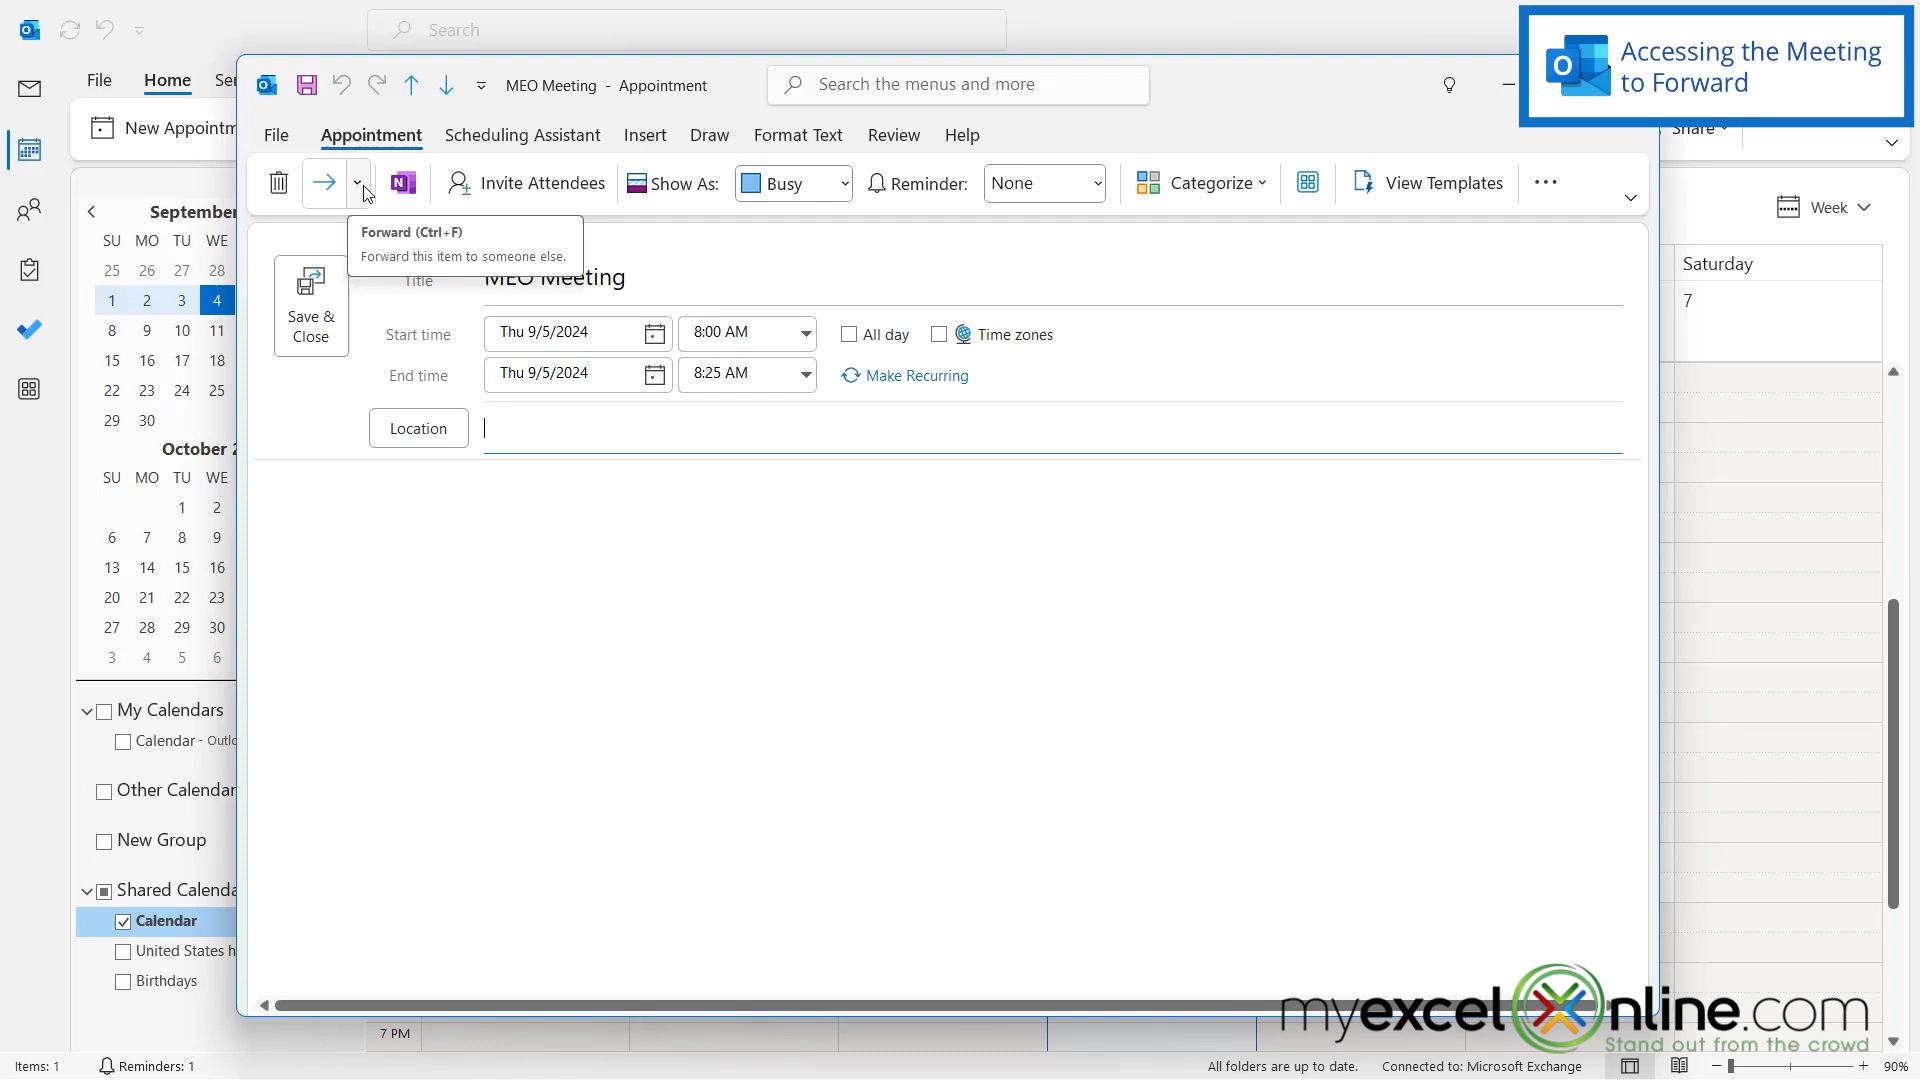 Search
Accessing the Meeting
to Forward
File Home
MEO Meeting - Appointment
Search the menus and more
New Appointm
Share
File Appointment Scheduling Assistant Insert Draw Format Text Review Help
Invite Attendees Show As: Busy Reminder: None Categorize View Templates
Forward (Ctrl+F)
Forward this item to someone else.
September
SU MO TU WE
25 26 27 28
1 2 3 4
8 9 10 11
15 16 17 18
22 23 24 25
29 30
October 2
SU MO TU WE
1 2
6 7 8 9
13 14 15 16
20 21 22 23
27 28 29 30
3 4 5 6
My Calendars
Calendar - Outlo
Other Calendar
New Group
Shared Calenda
Calendar
United States h
Birthdays
Save &
Close
Title MEO Meeting
Start time Thu 9/5/2024 8:00 AM All day Time zones
End time Thu 9/5/2024 8:25 AM Make Recurring
Location
Week
Saturday
7
7 PM
myexcelonline.com
Stand out from the crowd
Items: 1 Reminders: 1 All folders are up to date. Connected to: Microsoft Exchange 90%